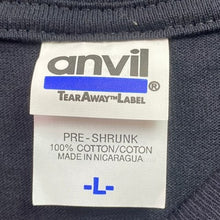 anvil
TEARAWAY™LABEL
PRE-SHRUNK
100% COTTON/COTON
MADE IN NICARAGUA
-L-